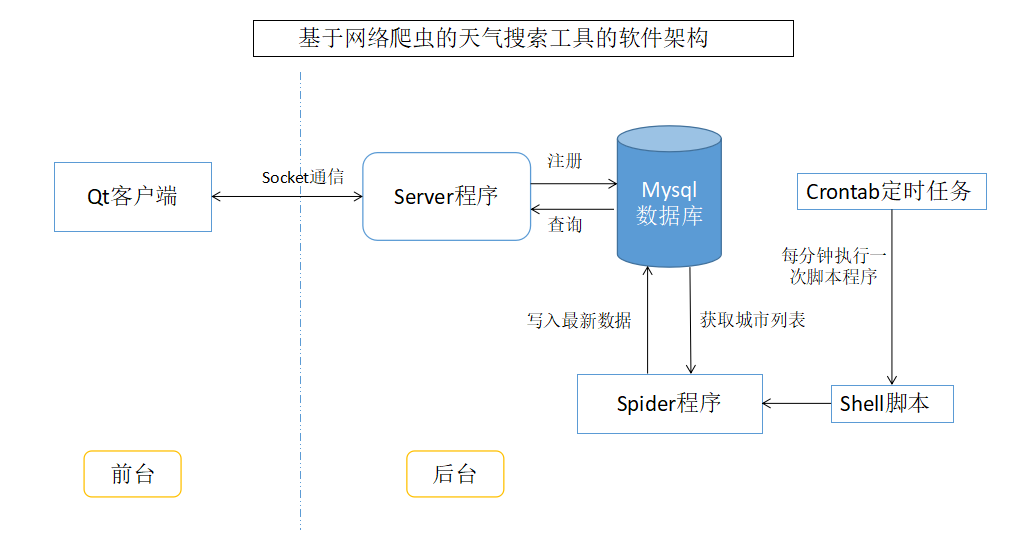 基于网络爬虫的天气搜索工具的软件架构
Qt客户端
Socket通信
Server程序
注册
查询
Mysql
数据库
Crontab定时任务
每分钟执行一
次脚本程序
写入最新数据
获取城市列表
Spider程序
Shell脚本
前台
后台